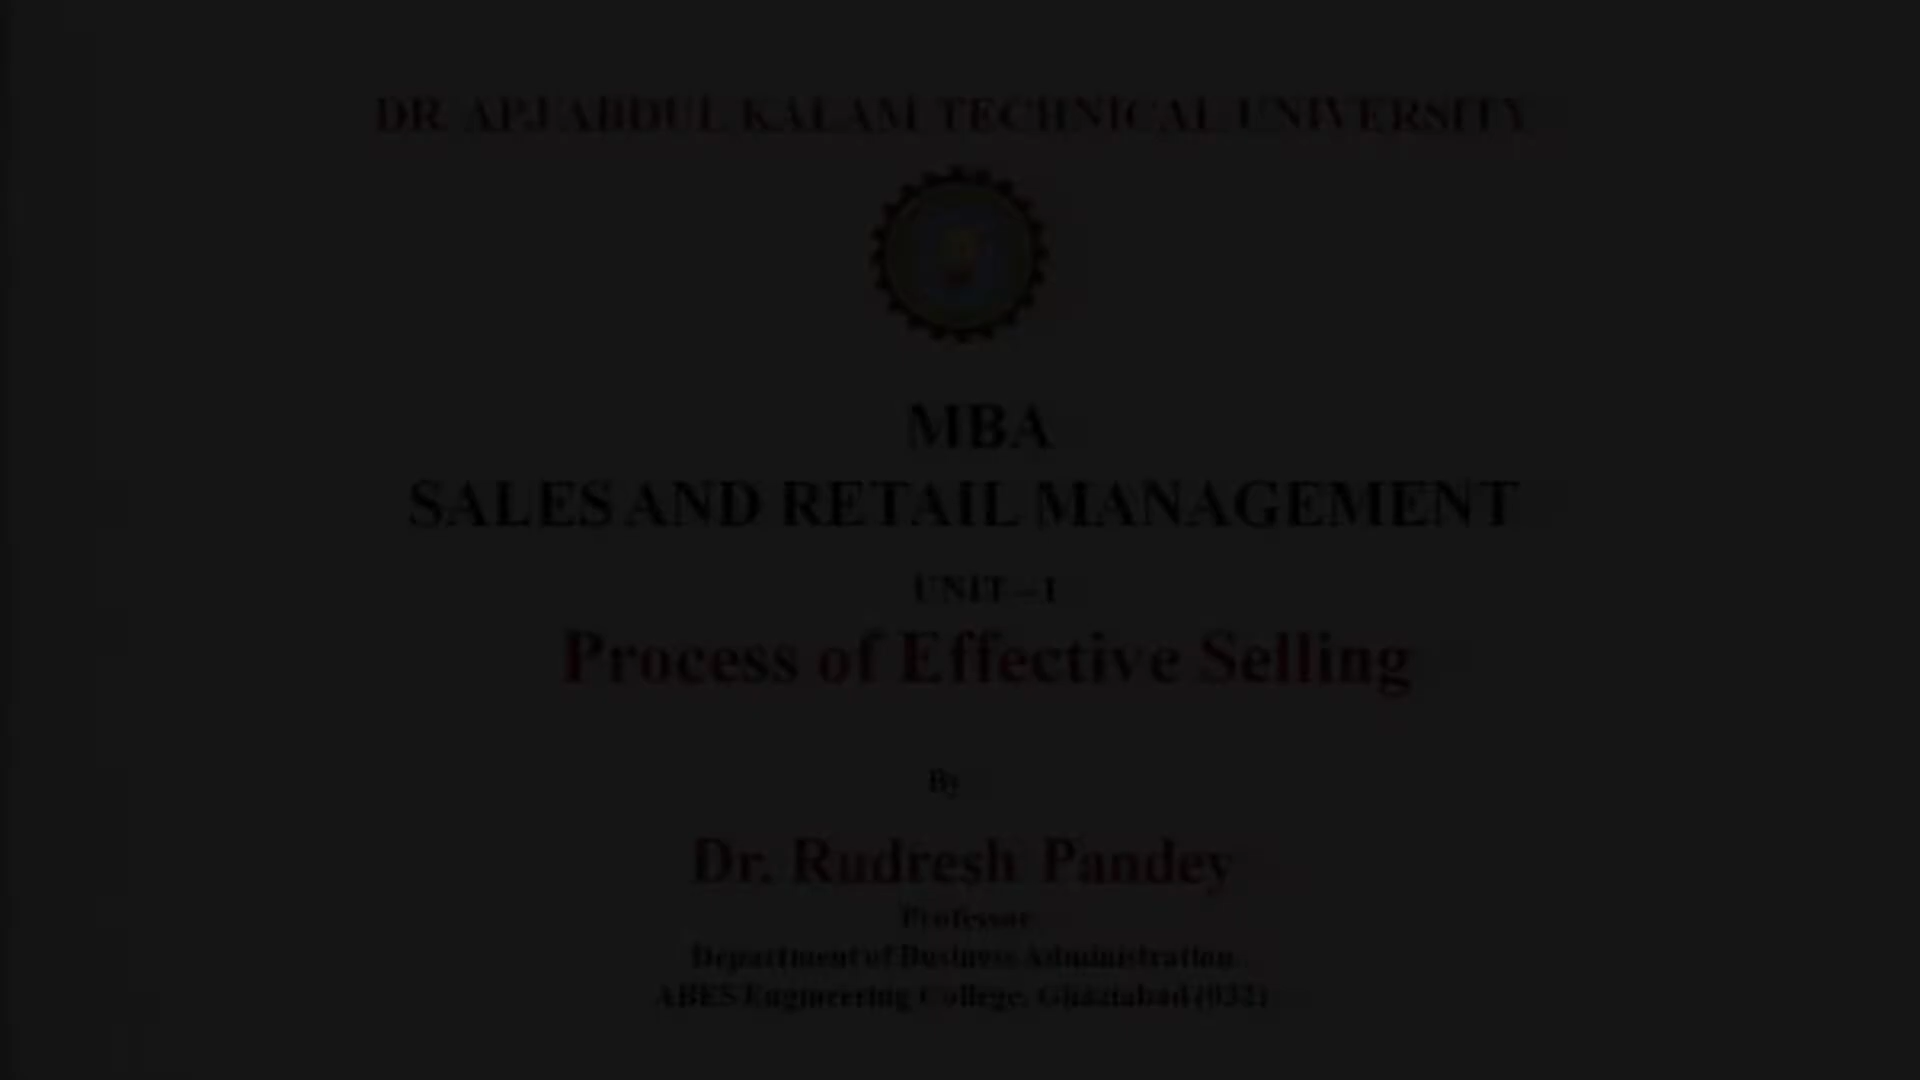 DR APJ ABDUL KALAM TECHNICAL UNIVERSITY
MBA
SALES AND RETAIL MANAGEMENT
UNIT – 1
Process of Effective Selling
By
Dr. Rudresh Pandey
Professor
Department of Business Administration
ABES Engineering College, Ghaziabad (032)